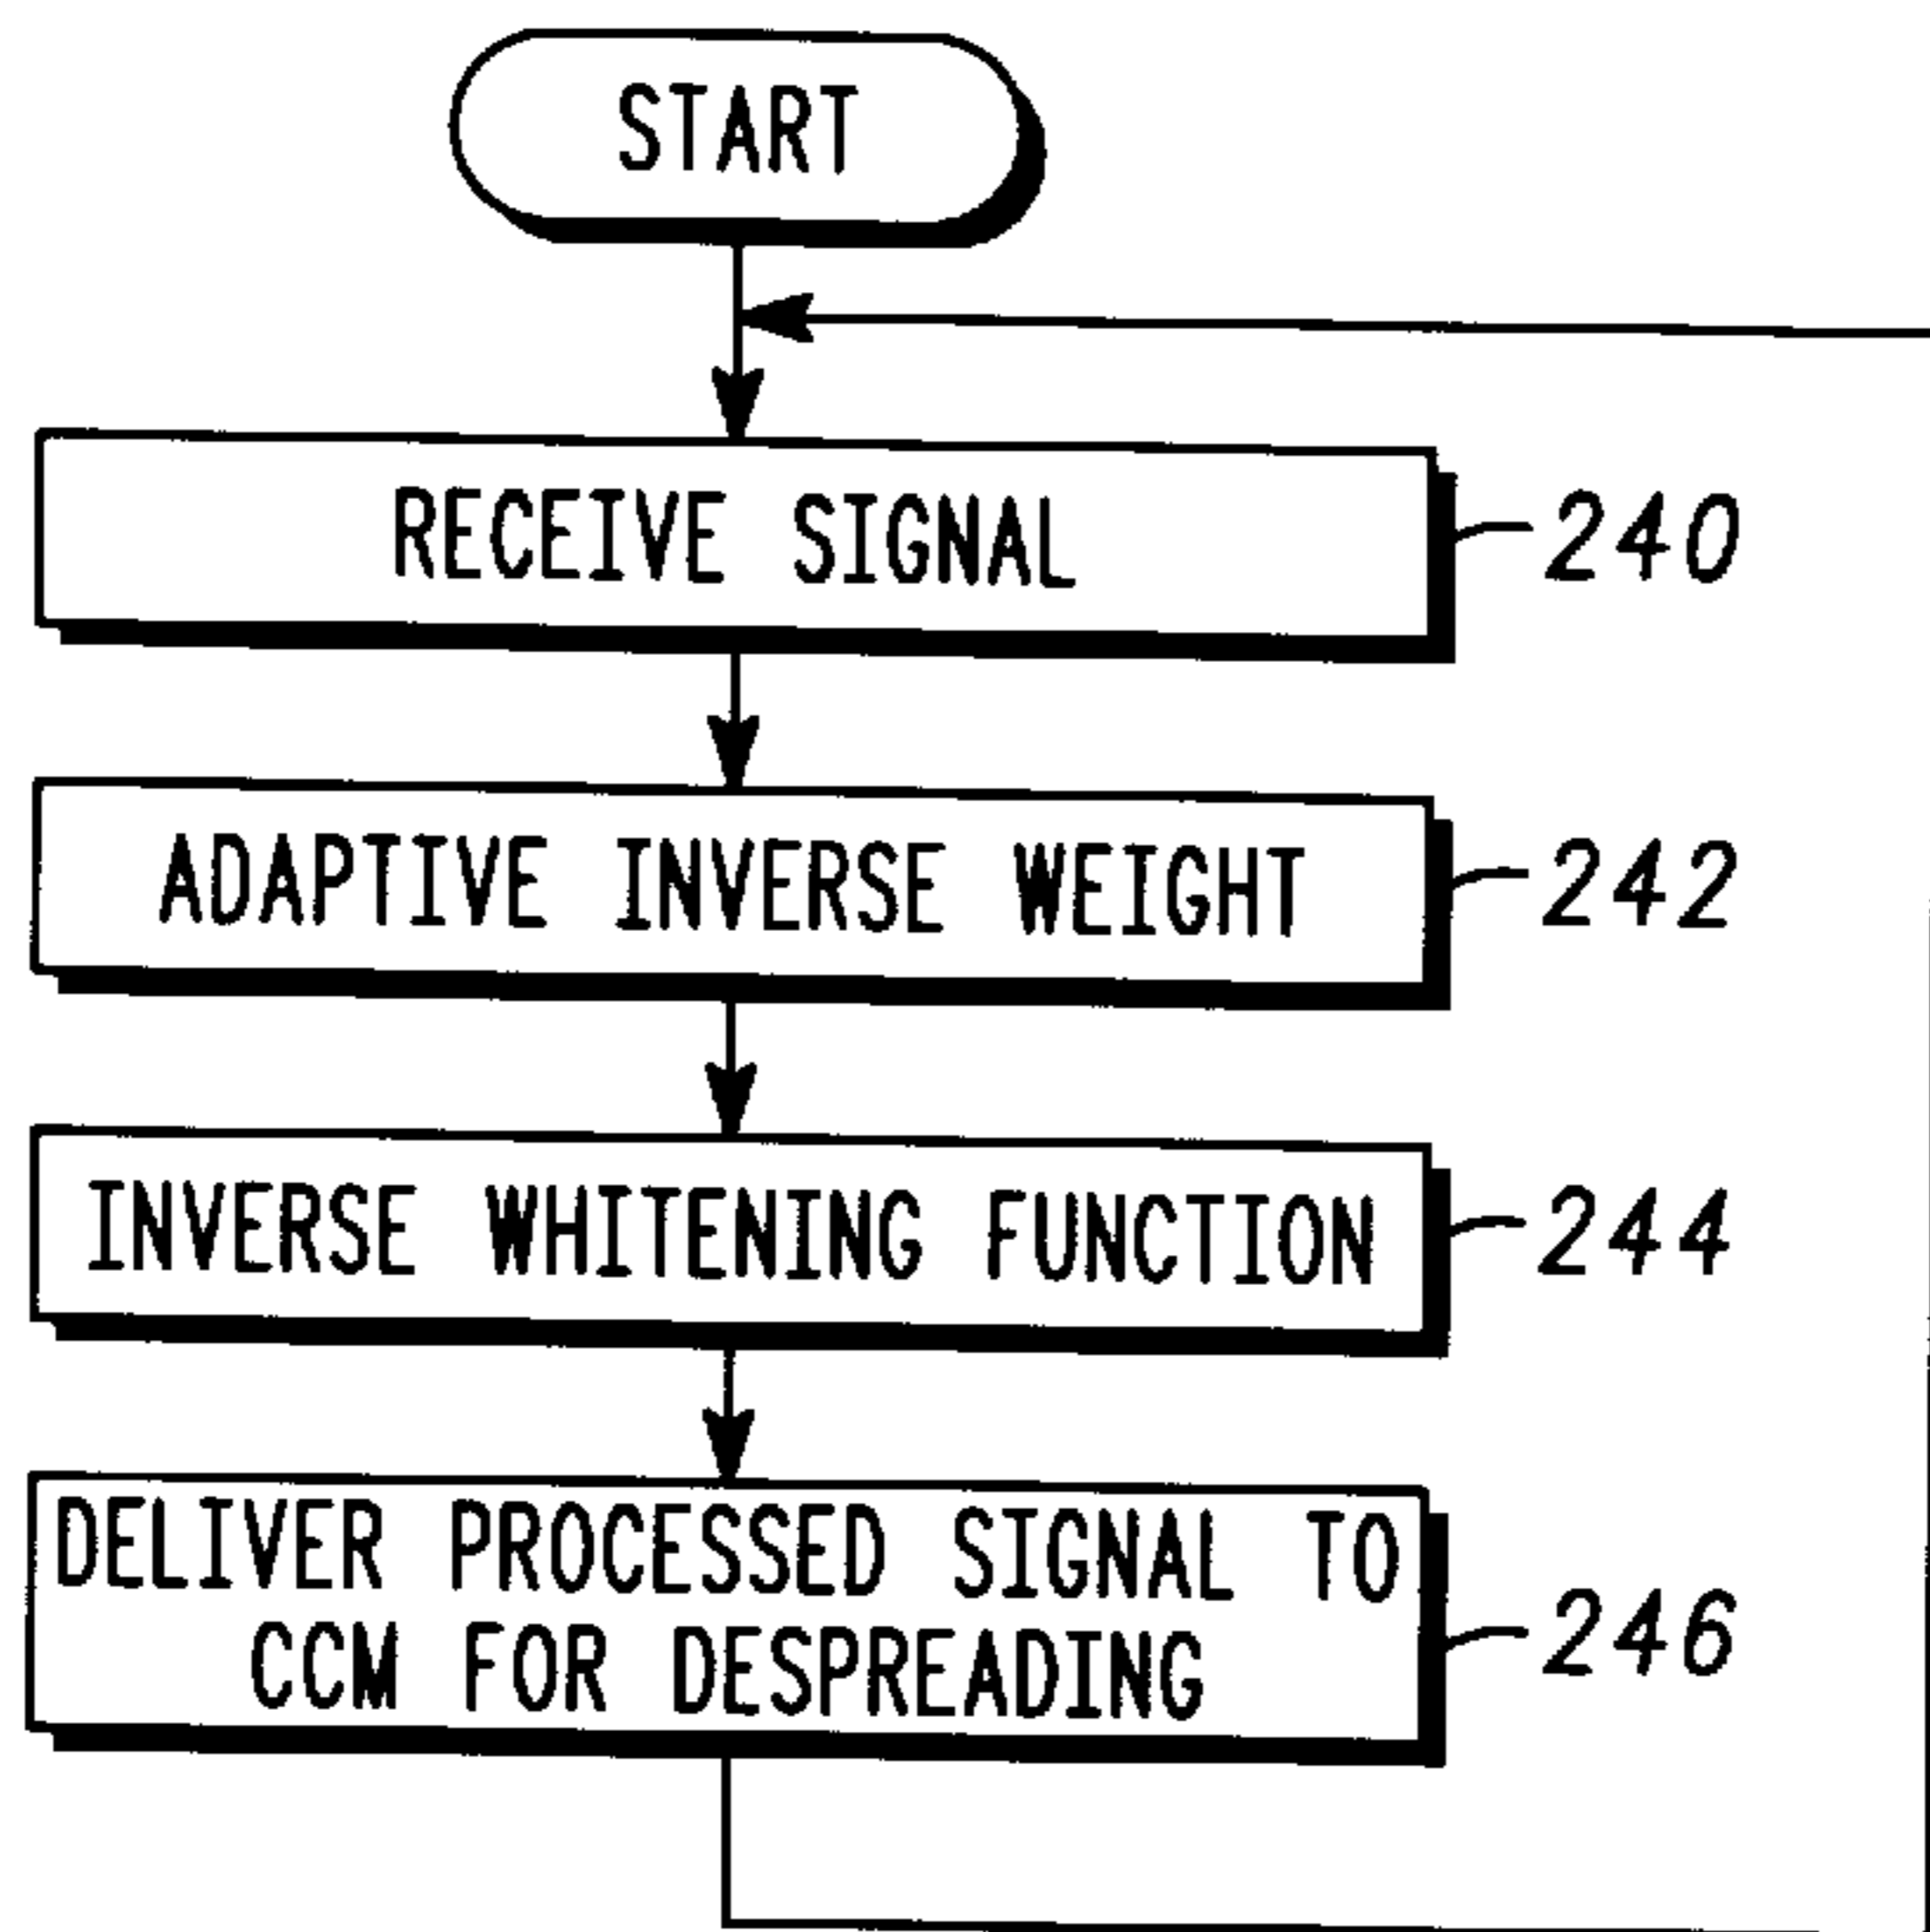 START
RECEIVE SIGNAL
240
ADAPTIVE INVERSE WEIGHT
242
INVERSE WHITENING FUNCTION
244
DELIVER PROCESSED SIGNAL TO
CCM FOR DESPREADING
246